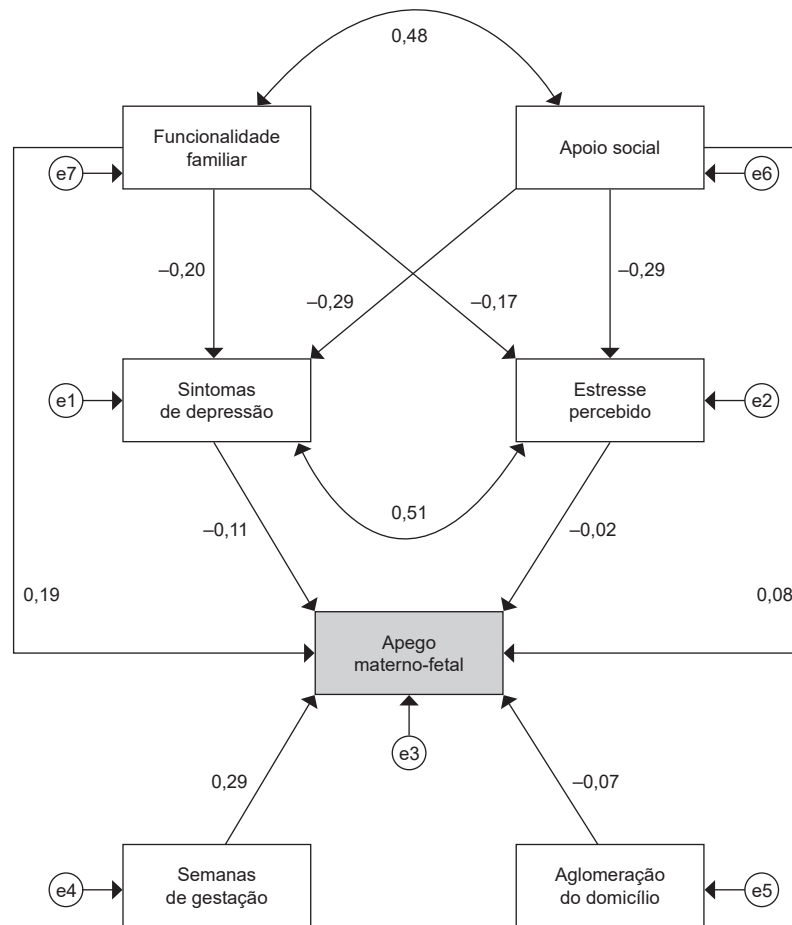 0,48
Funcionalidade
familiar
Apoio social
e7
e6
–0,20
–0,29
–0,17
–0,29
Sintomas
de depressão
Estresse
percebido
e1
e2
0,51
–0,11
–0,02
0,19
0,08
Apego
materno-fetal
e3
0,29
–0,07
Semanas
de gestação
Aglomeração
do domicílio
e4
e5